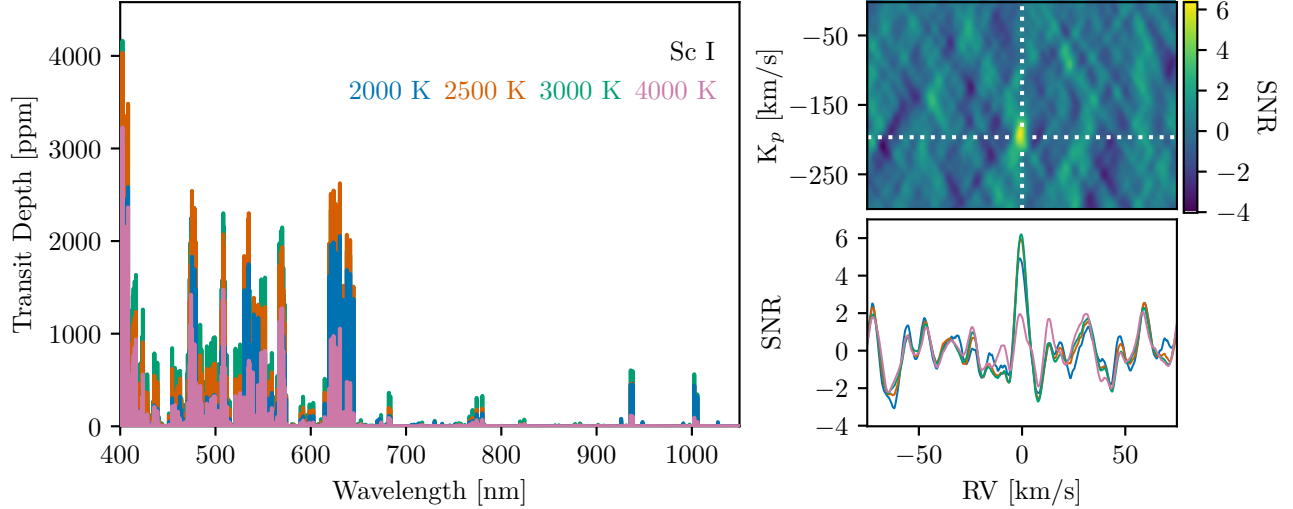 Sc I
2000 K 2500 K 3000 K 4000 K
4000
3000
2000
1000
0
Transit Depth [ppm]
400 500 600 700 800 900 1000
Wavelength [nm]
−50
−150
−250
K_p [km/s]
6
4
2
0
−2
−4
SNR
6
4
2
0
−2
−4
SNR
−50 0 50
RV [km/s]